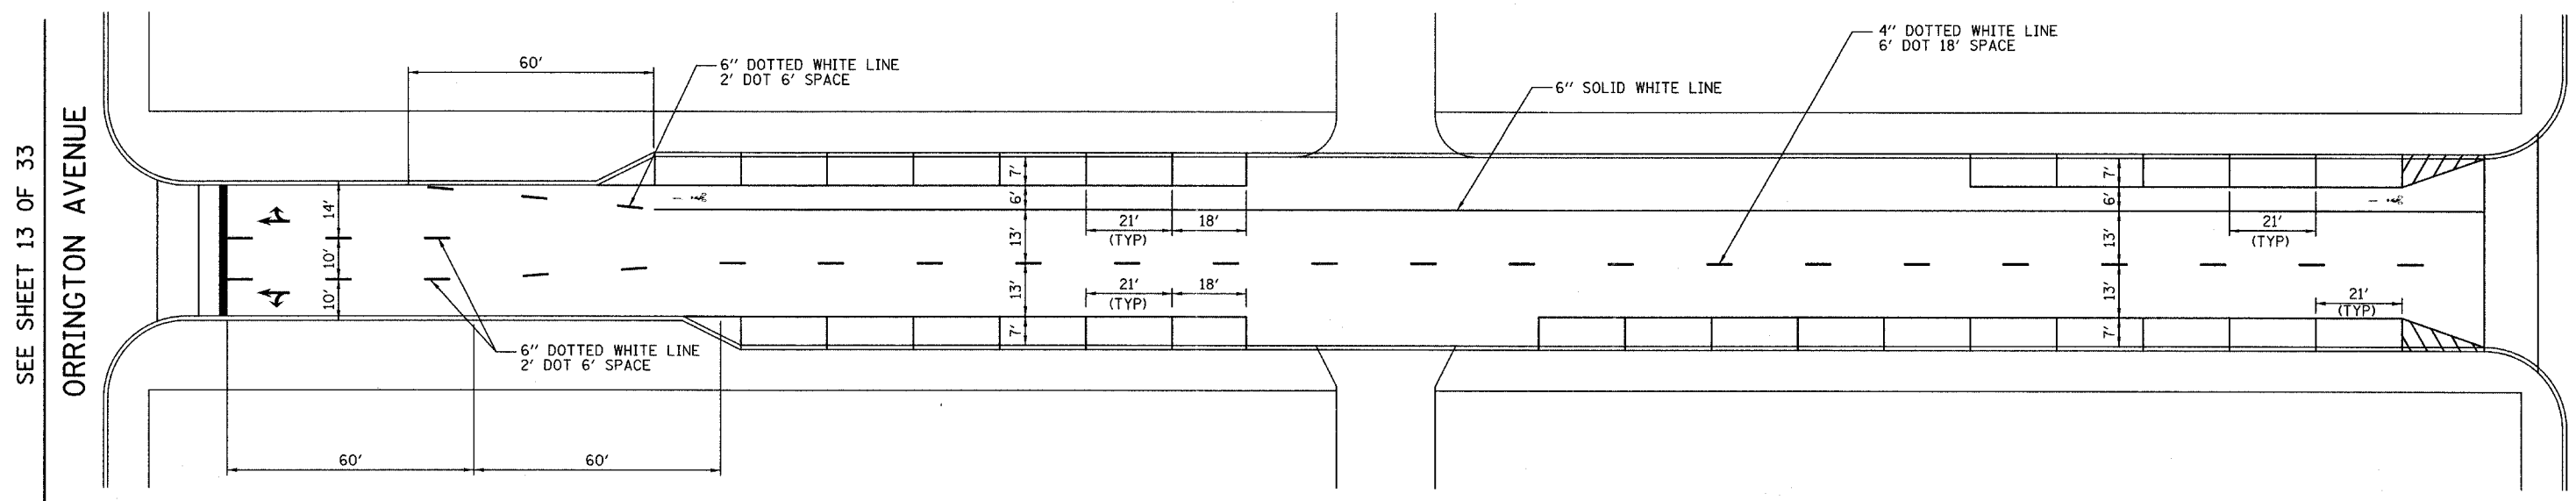 SEE SHEET 13 OF 33
ORRINGTON AVENUE
60'
6" DOTTED WHITE LINE
2' DOT 6' SPACE
6" SOLID WHITE LINE
4" DOTTED WHITE LINE
6' DOT 18' SPACE
14'
10'
10'
7'
6'
13'
13'
7'
21'
(TYP)
18'
21'
(TYP)
18'
7'
6'
13'
13'
7'
21'
(TYP)
21'
(TYP)
6" DOTTED WHITE LINE
2' DOT 6' SPACE
60'
60'